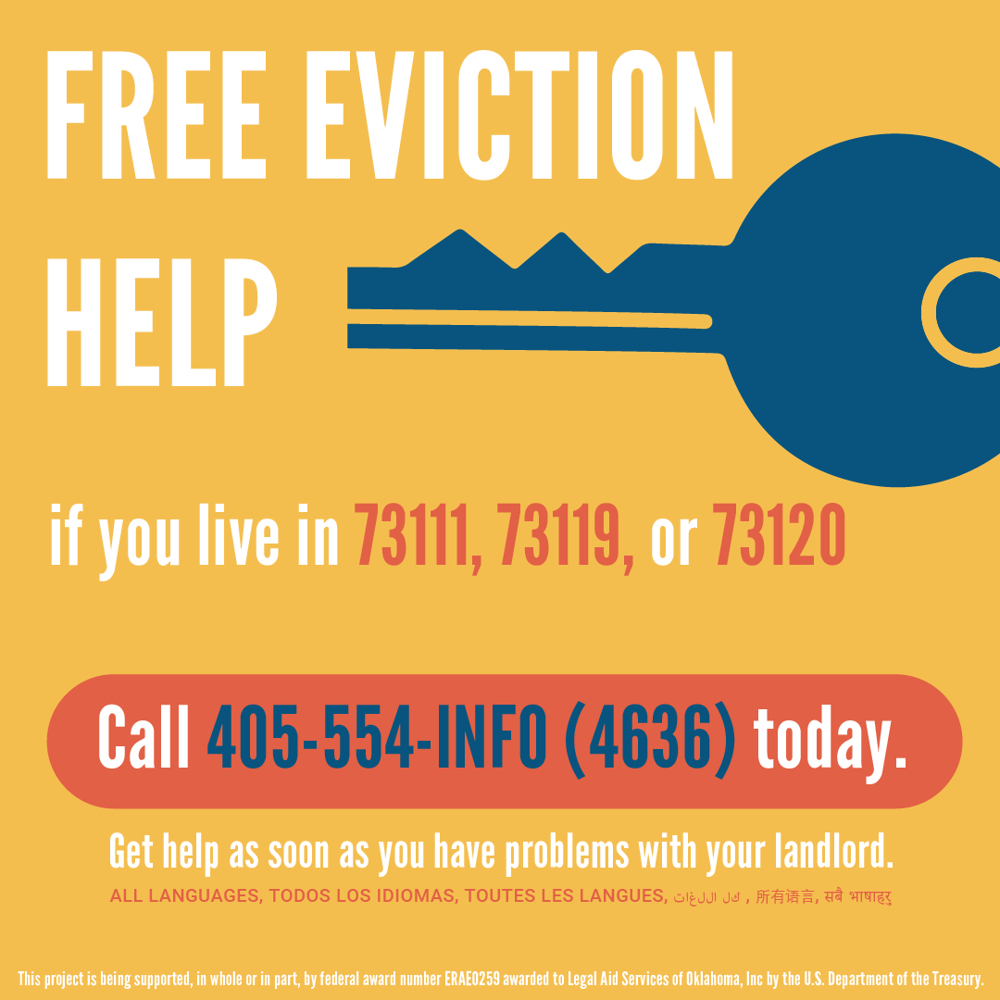 FREE EVICTION
HELP
if you live in 73111, 73119, or 73120
Call 405-554-INFO (4636) today.
Get help as soon as you have problems with your landlord.
ALL LANGUAGES, TODOS LOS IDIOMAS, TOUTES LES LANGUES, كل اللغات , 所有语言, सबै भाषाहरु
This project is being supported, in whole or in part, by federal award number ERAE0259 awarded to Legal Aid Services of Oklahoma, Inc by the U.S. Department of the Treasury.